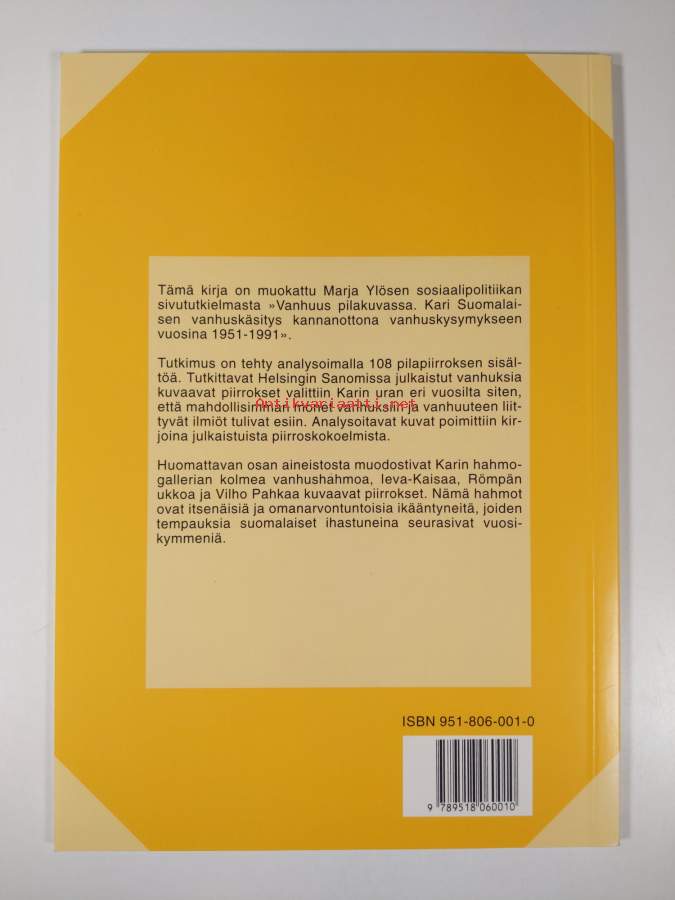 Tämä kirja on muokattu Marja Ylösen sosiaalipolitiikan
sivututkielmasta »Vanhuus pilakuvassa. Kari Suomalai-
sen vanhuskäsitys kannanottona vanhuskysymykseen
vuosina 1951-1991».
Tutkimus on tehty analysoimalla 108 pilapiirroksen sisäl-
töä. Tutkittavat Helsingin Sanomissa julkaistut vanhuksia
kuvaavat piirrokset valittiin Karin uran eri vuosilta siten,
Antikvariaatti.net
että mahdollisimman monet vanhuksiin ja vanhuuteen liit-
tyvät ilmiöt tulivat esiin. Analysoitavat kuvat poimittiin kir-
joina julkaistuista piirroskokoelmista.
Huomattavan osan aineistosta muodostivat Karin hahmo-
gallerian kolmea vanhushahmoa, Ieva-Kaisaa, Römpän
ukkoa ja Vilho Pahkaa kuvaavat piirrokset. Nämä hahmot
ovat itsenäisiä ja omanarvontuntoisia ikääntyneitä, joiden
tempauksia suomalaiset ihastuneina seurasivat vuosi-
kymmeniä.
ISBN 951-806-001-0
9 789518 060010